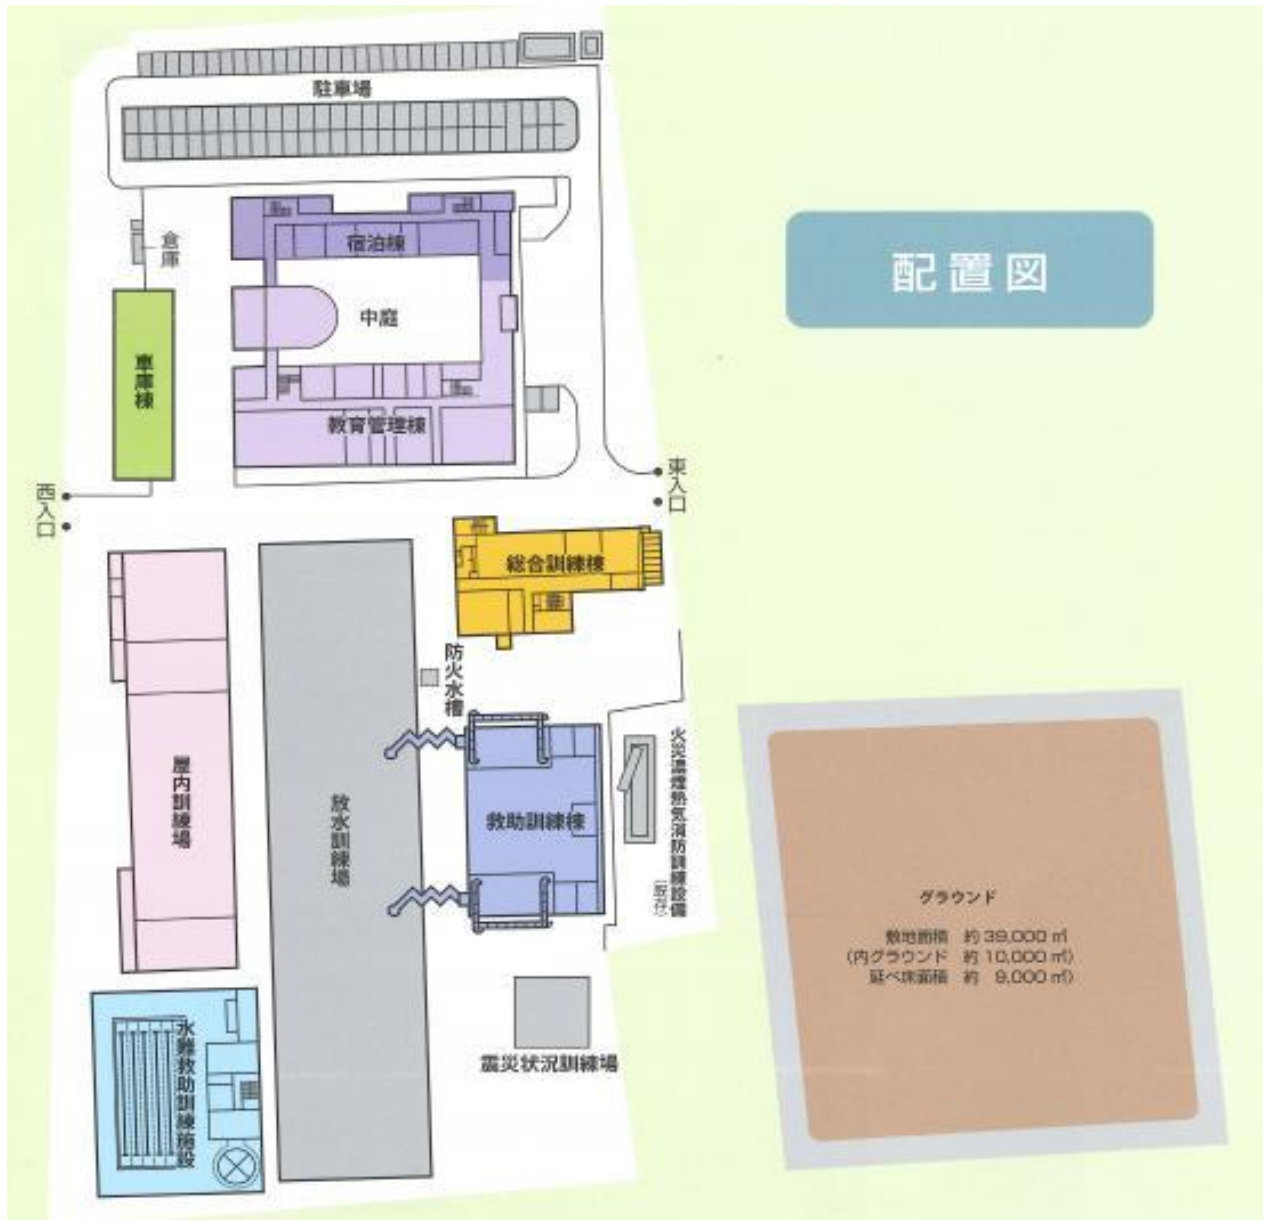 駐車場
宿泊棟
倉庫
配置図
中庭
車庫棟
教育管理棟
東入口
西入口
総合訓練棟
防火水槽
火災濃煙熱気消防訓練設備
(既存)
屋内訓練場
放水訓練場
救助訓練棟
グラウンド
敷地面積 約39,000㎡
(内グラウンド 約10,000㎡)
延べ床面積 約 9,000㎡)
震災状況訓練場
水難救助訓練施設